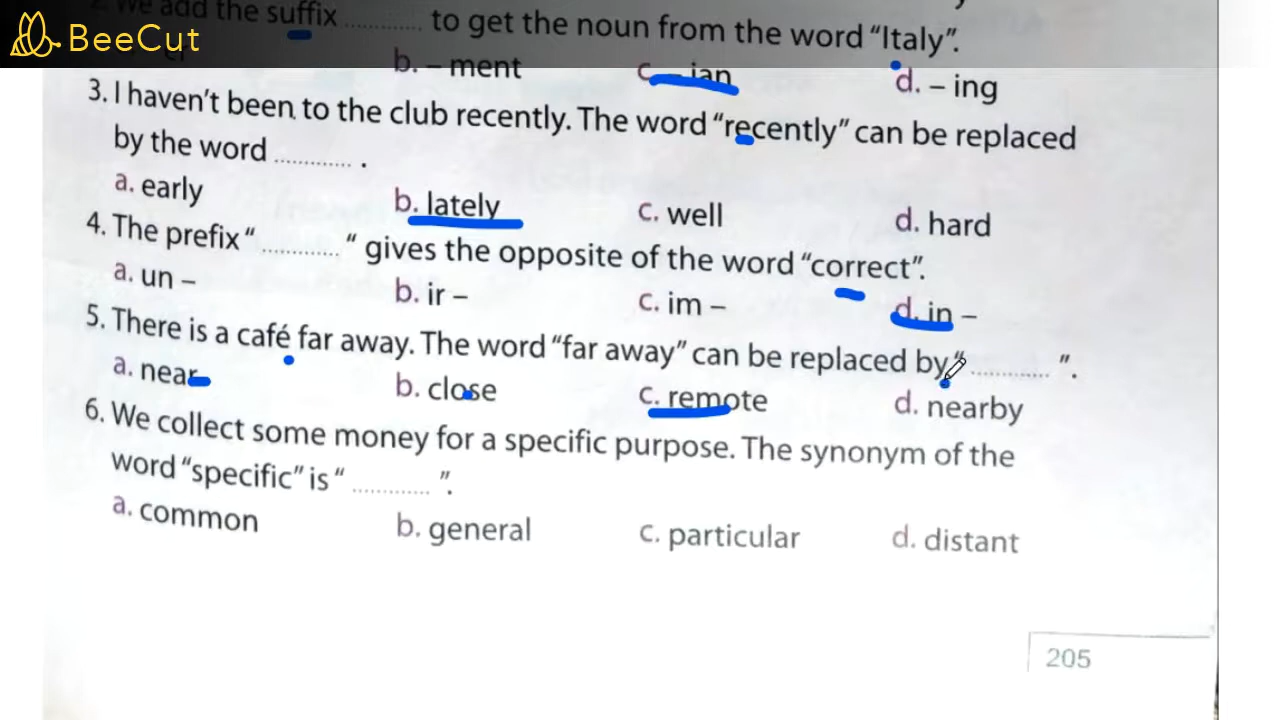 BeeCut
2. We add the suffix ............ to get the noun from the word “Italy”.
b. – ment
c. – ian
d. – ing
3. I haven’t been to the club recently. The word “recently” can be replaced
by the word ............ .
a. early
b. lately
c. well
d. hard
4. The prefix “ ............ “ gives the opposite of the word “correct”.
a. un –
b. ir –
c. im –
d. in –
5. There is a café far away. The word “far away” can be replaced by “ ............ ”.
a. near
b. close
c. remote
d. nearby
6. We collect some money for a specific purpose. The synonym of the
word “specific” is “ ............ ”.
a. common
b. general
c. particular
d. distant
205